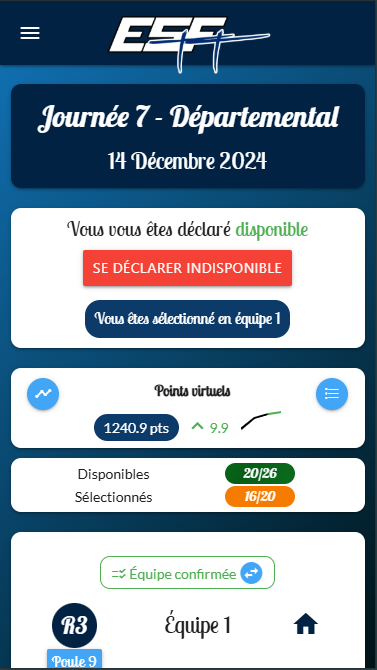 ESF
TT
Journée 7 - Départemental
14 Décembre 2024
Vous vous êtes déclaré disponible
SE DÉCLARER INDISPONIBLE
Vous êtes sélectionné en équipe 1
Points virtuels
1240.9 pts 9.9
Disponibles 20/26
Sélectionnés 16/20
Équipe confirmée
R3 Équipe 1
Poule 9